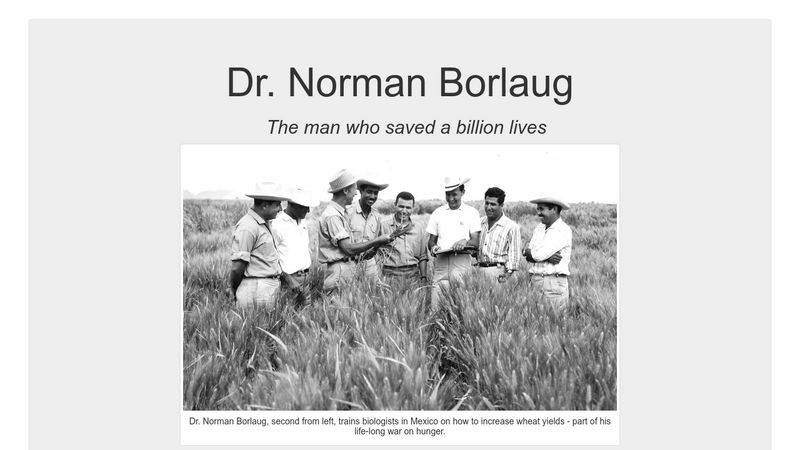 Dr. Norman Borlaug
The man who saved a billion lives
Dr. Norman Borlaug, second from left, trains biologists in Mexico on how to increase wheat yields - part of his
life-long war on hunger.